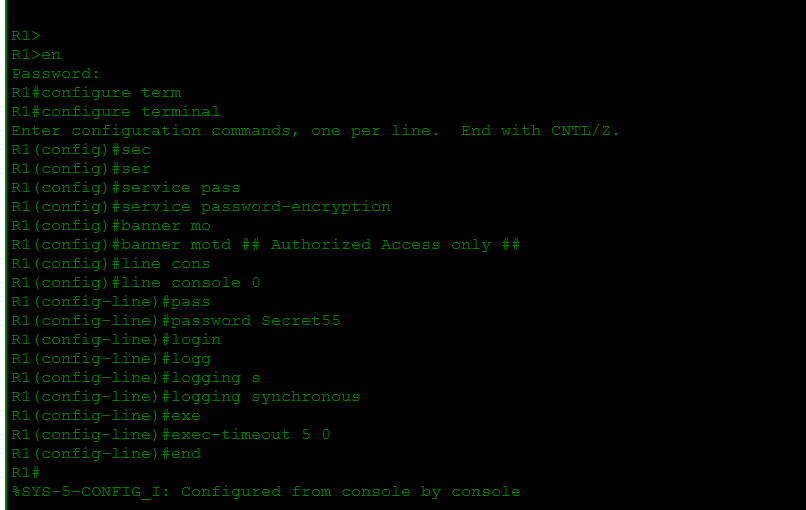 R1>
R1>en
Password:
R1#configure term
R1#configure terminal
Enter configuration commands, one per line.  End with CNTL/Z.
R1(config)#sec
R1(config)#ser
R1(config)#service pass
R1(config)#service password-encryption
R1(config)#banner mo
R1(config)#banner motd ## Authorized Access only ##
R1(config)#line cons
R1(config)#line console 0
R1(config-line)#pass
R1(config-line)#password Secret55
R1(config-line)#login
R1(config-line)#logg
R1(config-line)#logging s
R1(config-line)#logging synchronous
R1(config-line)#exe
R1(config-line)#exec-timeout 5 0
R1(config-line)#end
R1#
%SYS-5-CONFIG_I: Configured from console by console